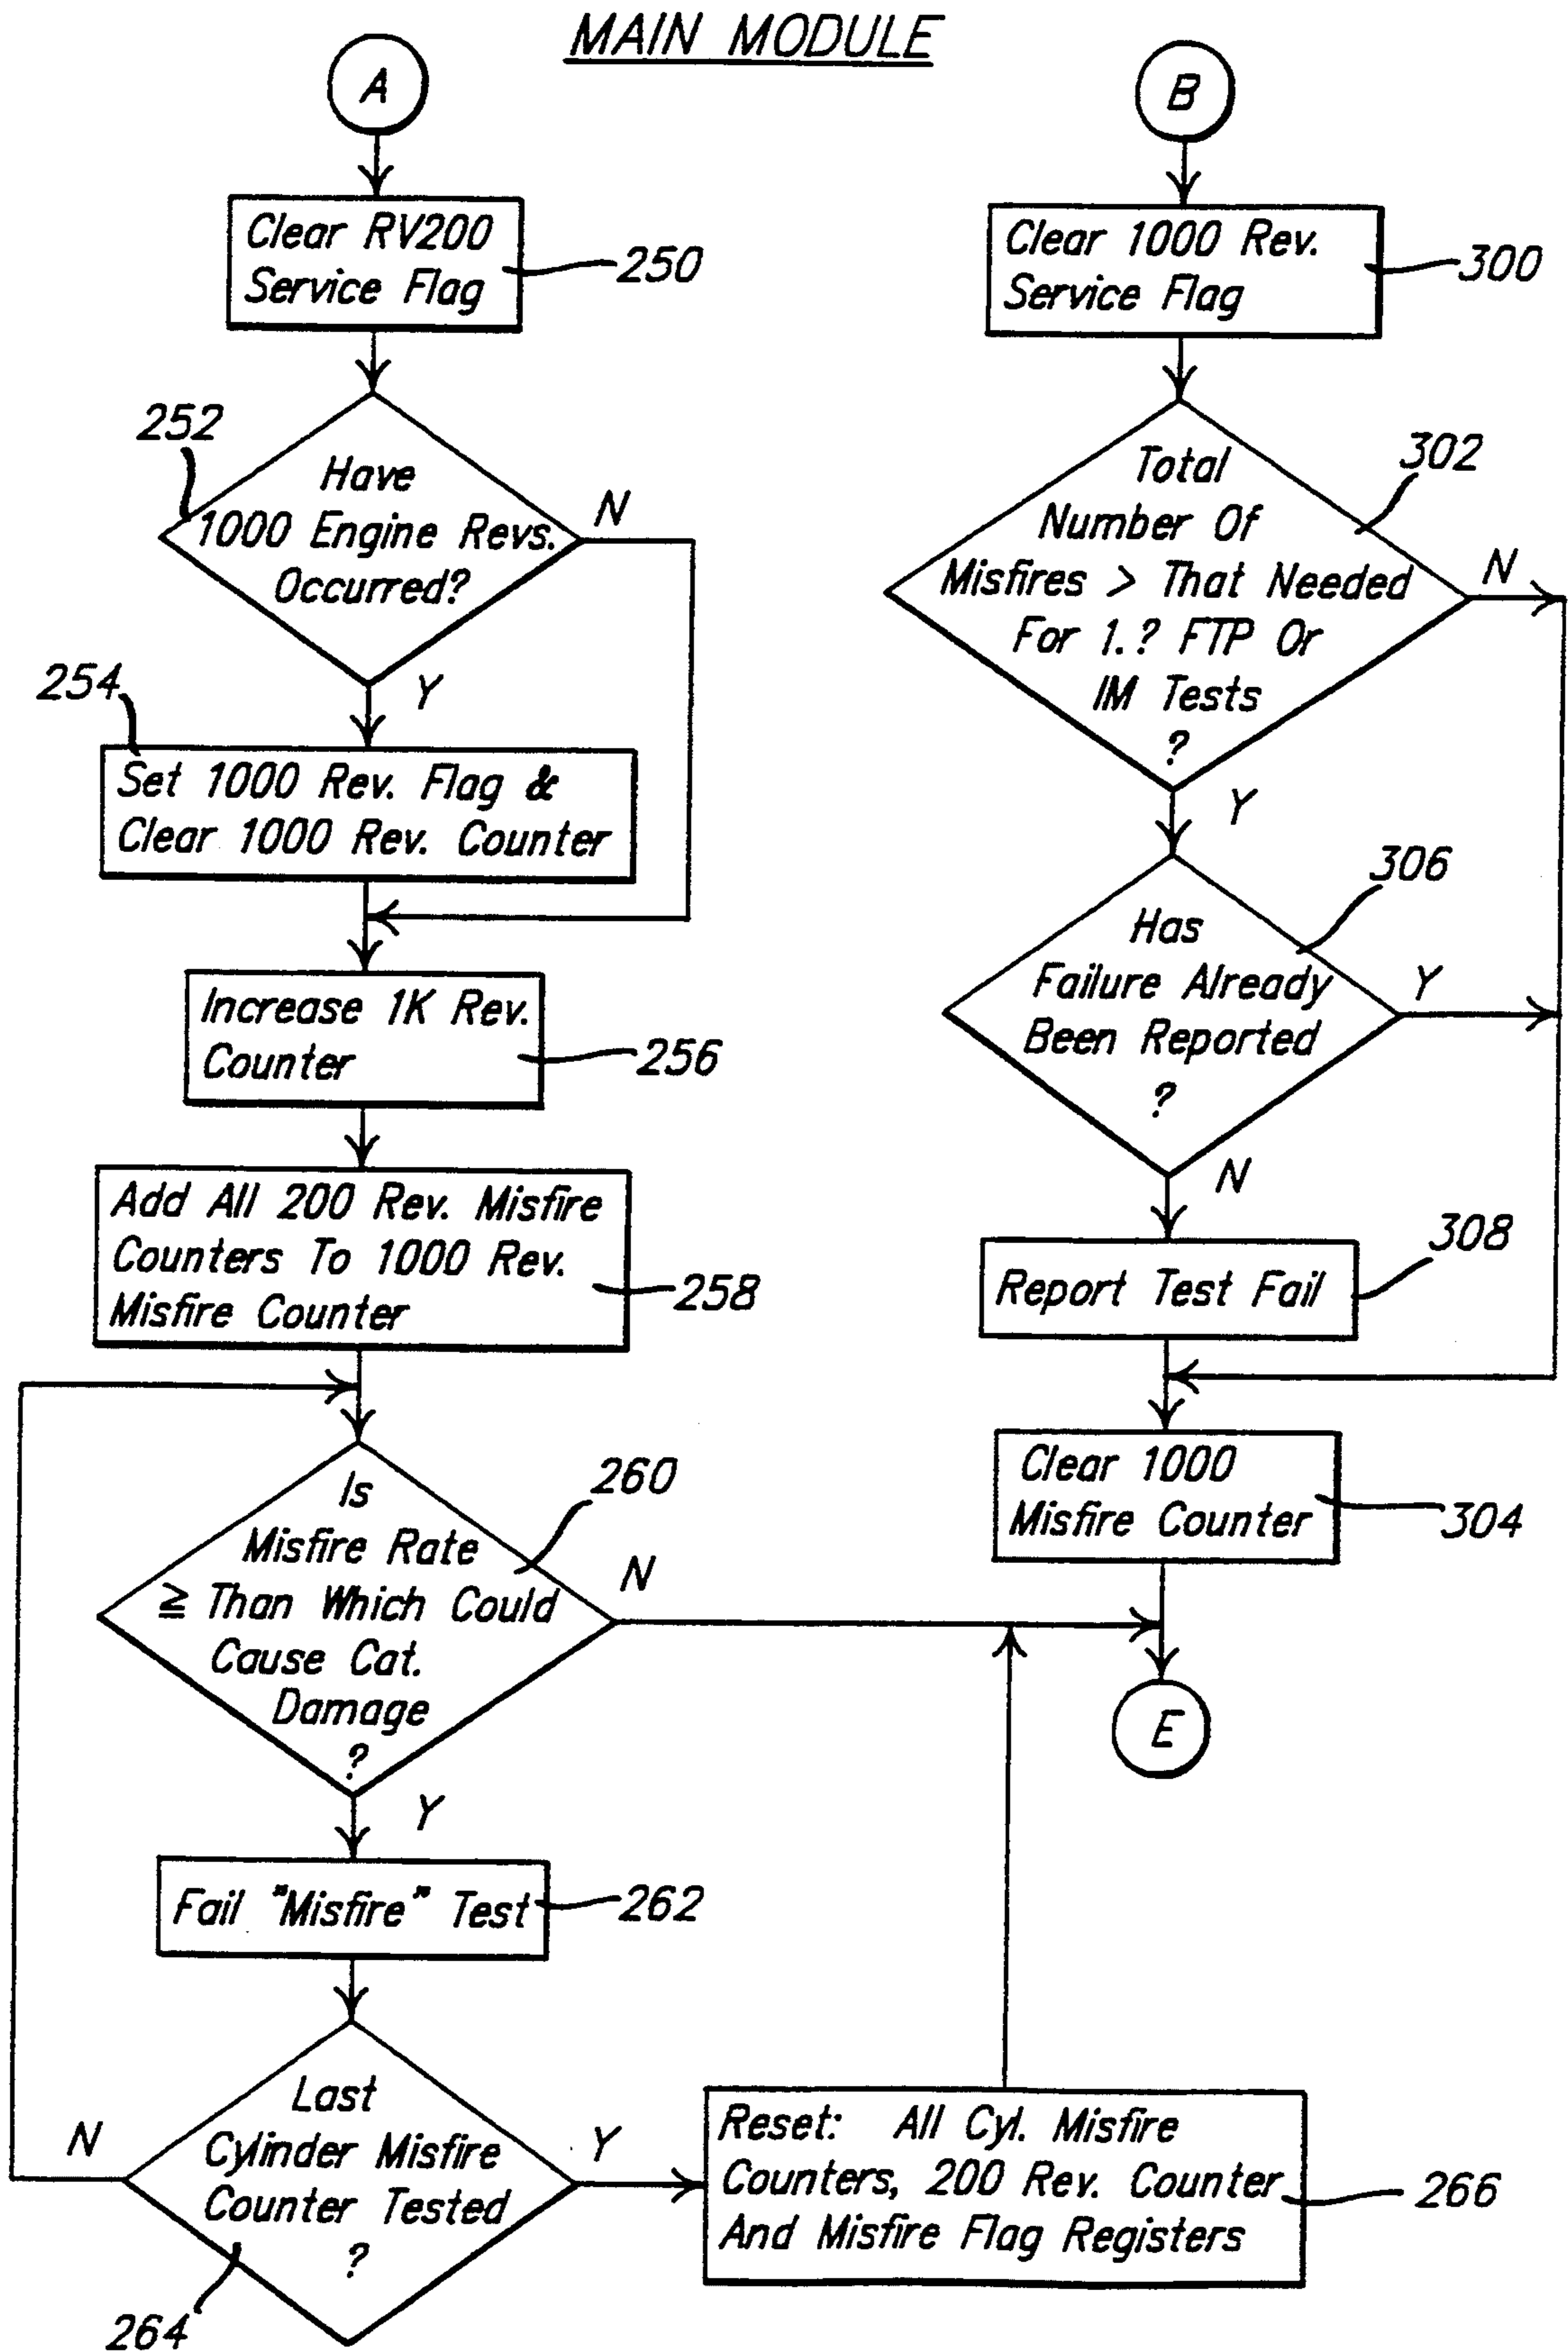 MAIN MODULE
A
Clear RV200
Service Flag
250
252
Have
1000 Engine Revs.
Occurred?
N
Y
254
Set 1000 Rev. Flag &
Clear 1000 Rev. Counter
Increase 1K Rev.
Counter
256
Add All 200 Rev. Misfire
Counters To 1000 Rev.
Misfire Counter
258
Is
Misfire Rate
≧ Than Which Could
Cause Cat.
Damage
?
260
N
Y
Fail "Misfire" Test
262
Last
Cylinder Misfire
Counter Tested
?
N
Y
264
Reset: All Cyl. Misfire
Counters, 200 Rev. Counter
And Misfire Flag Registers
266
B
Clear 1000 Rev.
Service Flag
300
Total
Number Of
Misfires > That Needed
For 1.? FTP Or
IM Tests
?
302
N
Y
Has
Failure Already
Been Reported
?
306
Y
N
Report Test Fail
308
Clear 1000
Misfire Counter
304
E